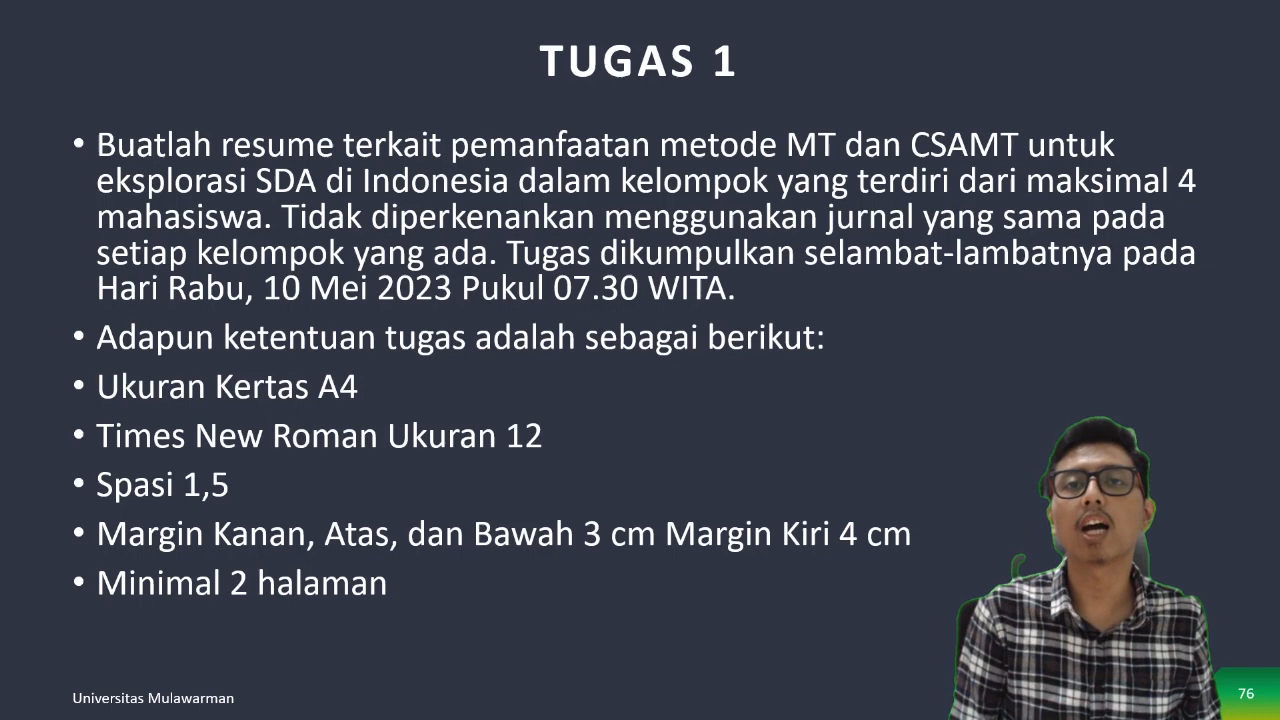 TUGAS 1
• Buatlah resume terkait pemanfaatan metode MT dan CSAMT untuk
eksplorasi SDA di Indonesia dalam kelompok yang terdiri dari maksimal 4
mahasiswa. Tidak diperkenankan menggunakan jurnal yang sama pada
setiap kelompok yang ada. Tugas dikumpulkan selambat-lambatnya pada
Hari Rabu, 10 Mei 2023 Pukul 07.30 WITA.
• Adapun ketentuan tugas adalah sebagai berikut:
• Ukuran Kertas A4
• Times New Roman Ukuran 12
• Spasi 1,5
• Margin Kanan, Atas, dan Bawah 3 cm Margin Kiri 4 cm
• Minimal 2 halaman
Universitas Mulawarman
76